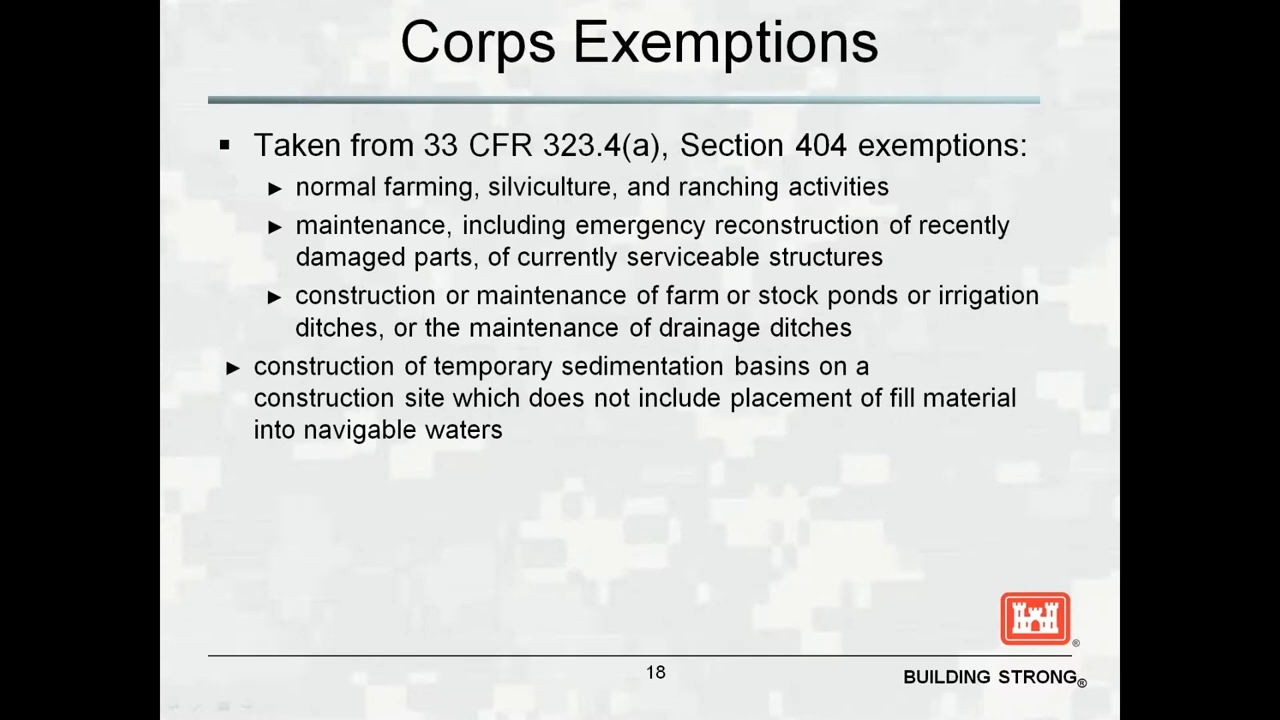 Corps Exemptions
▪ Taken from 33 CFR 323.4(a), Section 404 exemptions:
► normal farming, silviculture, and ranching activities
► maintenance, including emergency reconstruction of recently
damaged parts, of currently serviceable structures
► construction or maintenance of farm or stock ponds or irrigation
ditches, or the maintenance of drainage ditches
► construction of temporary sedimentation basins on a
construction site which does not include placement of fill material
into navigable waters
®
18
BUILDING STRONG®